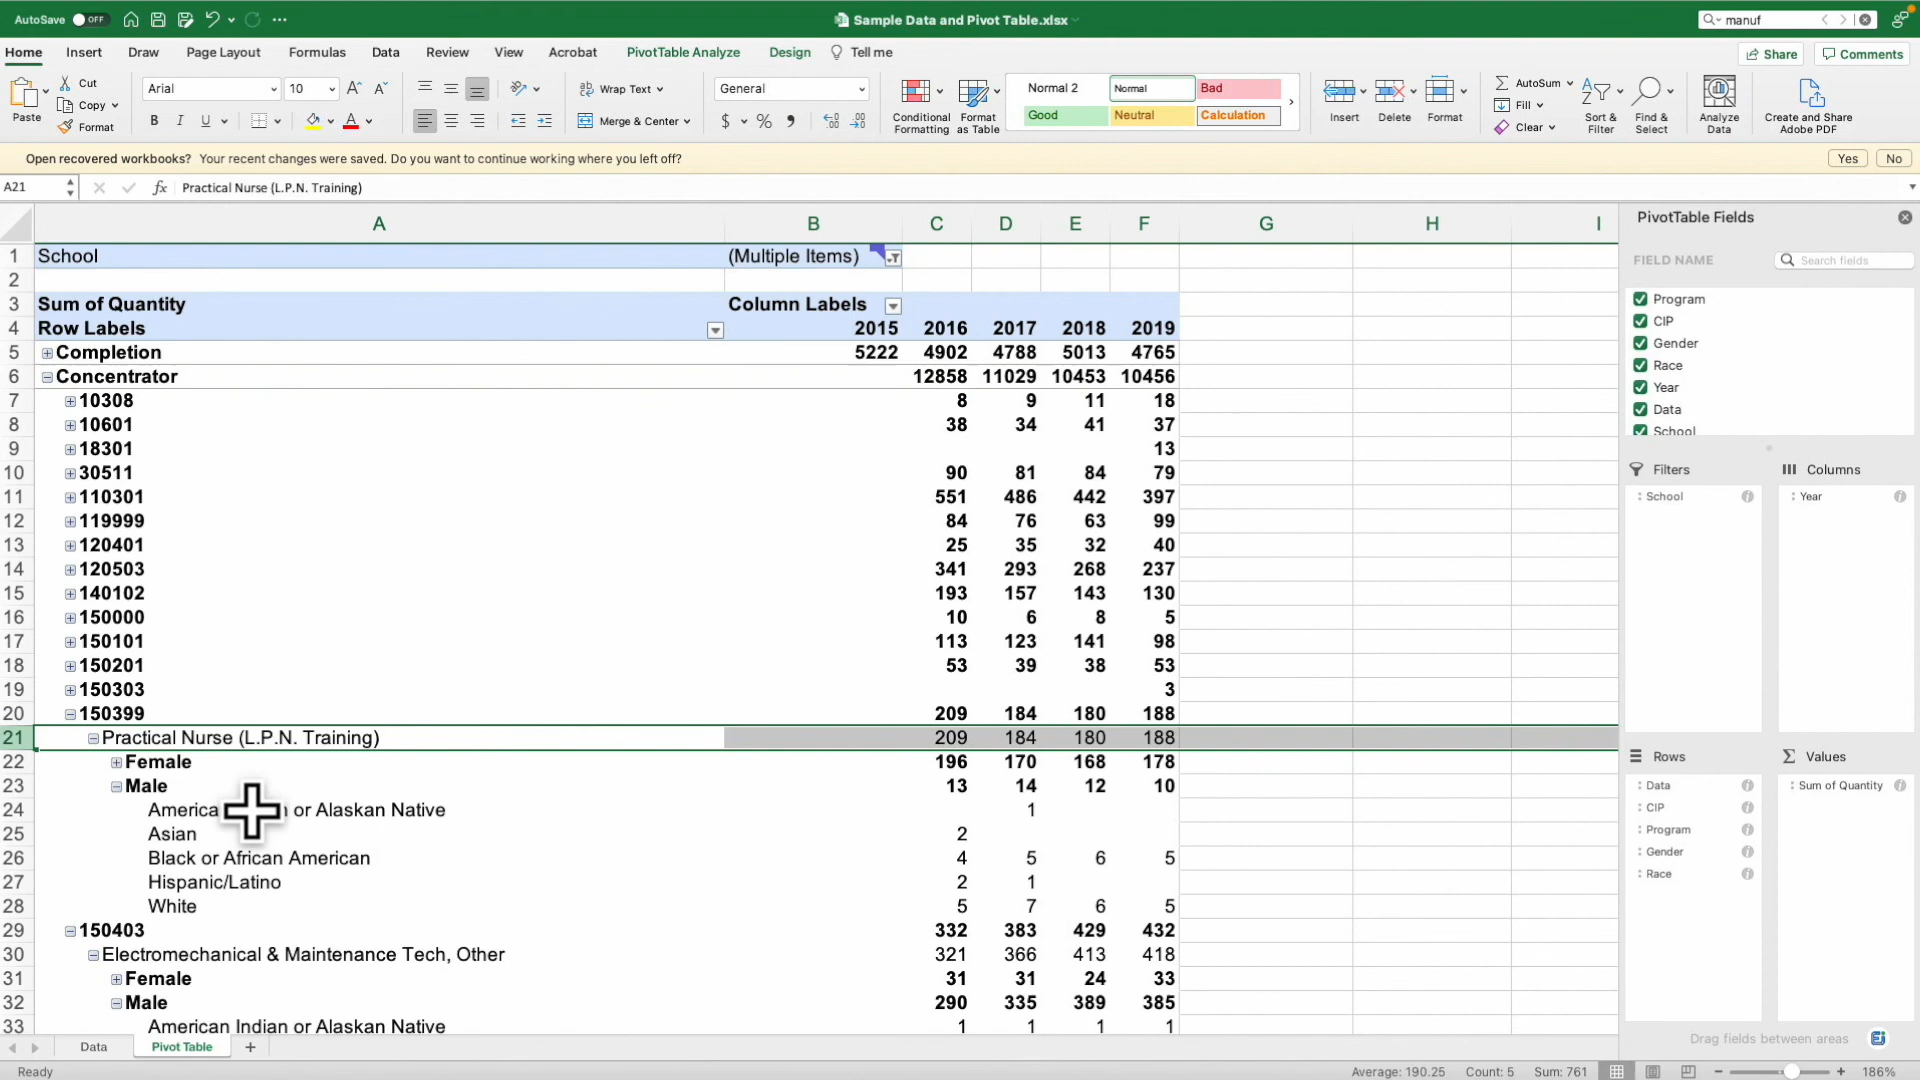 AutoSave OFF
Sample Data and Pivot Table.xlsx
manuf
Home Insert Draw Page Layout Formulas Data Review View Acrobat PivotTable Analyze Design Tell me
Share Comments
Paste Cut Copy Format
Arial 10
B I U A
Wrap Text
Merge & Center
General
$ % 9
Conditional Formatting
Format as Table
Normal 2 Normal Bad
Good Neutral Calculation
Insert Delete Format
AutoSum Fill Clear
Sort & Filter
Find & Select
Analyze Data
Create and Share Adobe PDF
Open recovered workbooks? Your recent changes were saved. Do you want to continue working where you left off? Yes No
A21 fx Practical Nurse (L.P.N. Training)
A B C D E F G H I
1 School (Multiple Items)
2
3 Sum of Quantity Column Labels
4 Row Labels 2015 2016 2017 2018 2019
5 Completion 5222 4902 4788 5013 4765
6 Concentrator 12858 11029 10453 10456
7 10308 8 9 11 18
8 10601 38 34 41 37
9 18301 13
10 30511 90 81 84 79
11 110301 551 486 442 397
12 119999 84 76 63 99
13 120401 25 35 32 40
14 120503 341 293 268 237
15 140102 193 157 143 130
16 150000 10 6 8 5
17 150101 113 123 141 98
18 150201 53 39 38 53
19 150303 3
20 150399 209 184 180 188
21 Practical Nurse (L.P.N. Training) 209 184 180 188
22 Female 196 170 168 178
23 Male 13 14 12 10
24 America or Alaskan Native 1
25 Asian 2
26 Black or African American 4 5 6 5
27 Hispanic/Latino 2 1
28 White 5 7 6 5
29 150403 332 383 429 432
30 Electromechanical & Maintenance Tech, Other 321 366 413 418
31 Female 31 31 24 33
32 Male 290 335 389 385
33 American Indian or Alaskan Native 1 1 1 1
PivotTable Fields
FIELD NAME Search fields
Program
CIP
Gender
Race
Year
Data
School
Filters Columns
School Year
Rows Values
Data Sum of Quantity
CIP
Program
Gender
Race
Drag fields between areas
Data Pivot Table +
Ready Average: 190.25 Count: 5 Sum: 761 186%